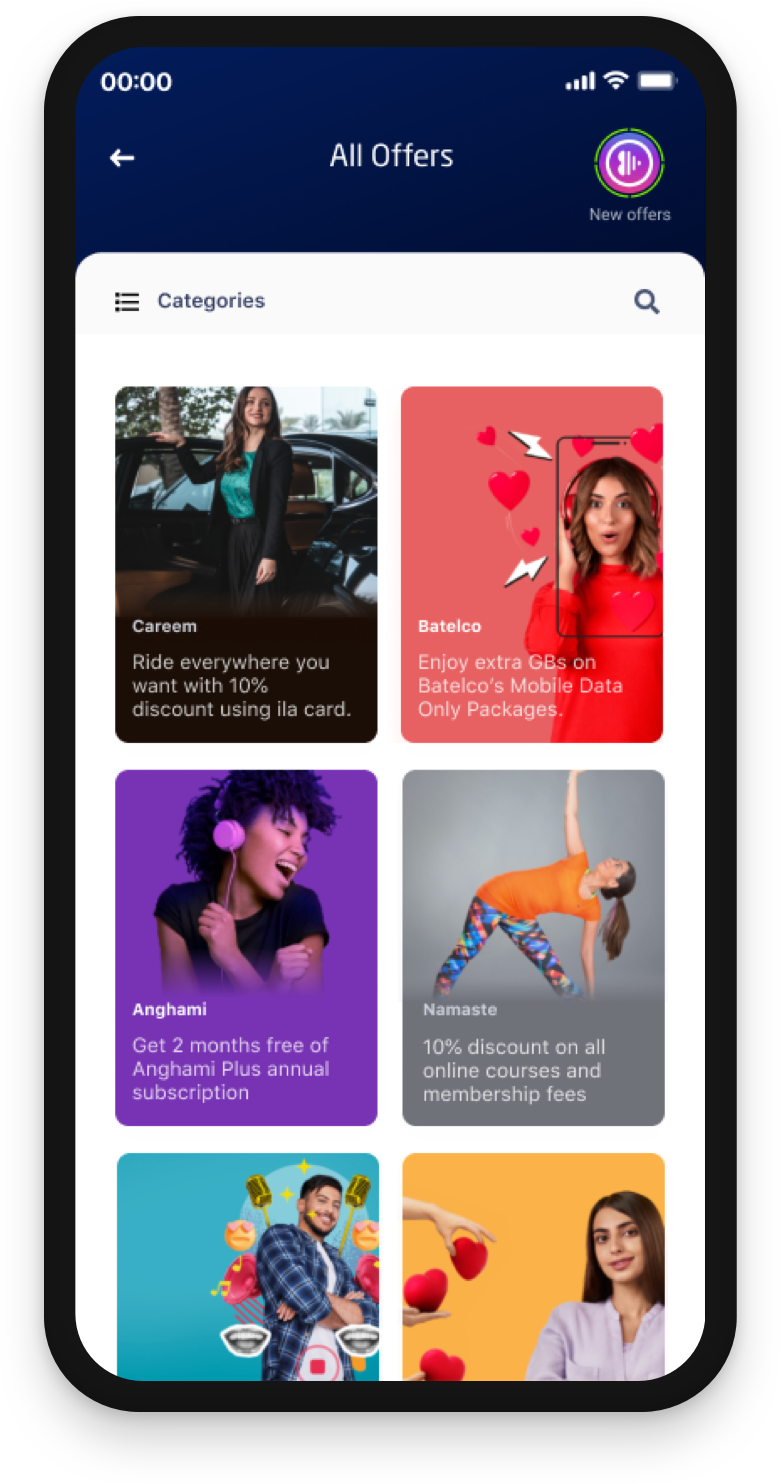 00:00
All Offers
New offers
Categories
Careem
Ride everywhere you
want with 10%
discount using ila card.
Batelco
Enjoy extra GBs on
Batelco's Mobile Data
Only Packages.
Anghami
Get 2 months free of
Anghami Plus annual
subscription
Namaste
10% discount on all
online courses and
membership fees